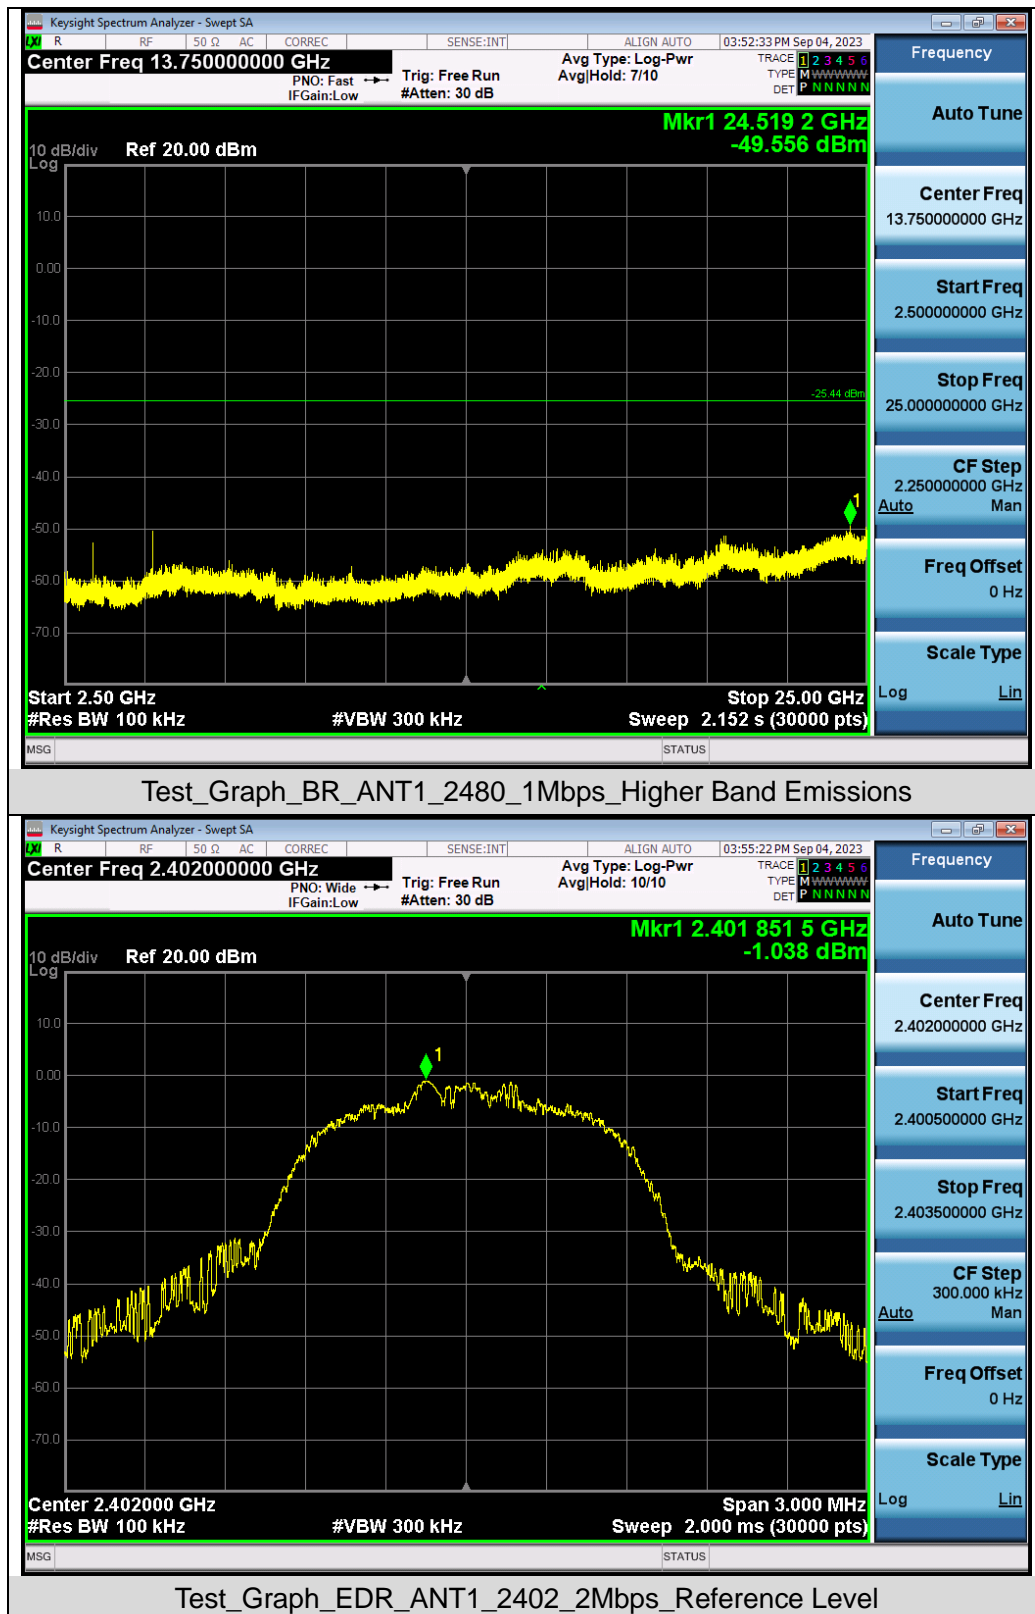 Keysight Spectrum Analyzer - Swept SA
LXI R RF 50 Ω AC CORREC SENSE:INT ALIGN AUTO 03:52:33 PM Sep 04, 2023
Center Freq 13.750000000 GHz Avg Type: Log-Pwr TRACE 1 2 3 4 5 6
PNO: Fast Trig: Free Run Avg|Hold: 7/10 TYPE M WWWWW
IFGain:Low #Atten: 30 dB DET P N N N N N
Frequency
Auto Tune
Mkr1 24.519 2 GHz
-49.556 dBm
10 dB/div Ref 20.00 dBm
Log
10.0
0.00
-10.0
-20.0
-25.44 dBm
-30.0
-40.0
-50.0
-60.0
-70.0
1
Center Freq
13.750000000 GHz
Start Freq
2.500000000 GHz
Stop Freq
25.000000000 GHz
CF Step
2.250000000 GHz
Auto Man
Freq Offset
0 Hz
Scale Type
Log Lin
Start 2.50 GHz Stop 25.00 GHz
#Res BW 100 kHz #VBW 300 kHz Sweep 2.152 s (30000 pts)
MSG STATUS
Test_Graph_BR_ANT1_2480_1Mbps_Higher Band Emissions
Keysight Spectrum Analyzer - Swept SA
LXI R RF 50 Ω AC CORREC SENSE:INT ALIGN AUTO 03:55:22 PM Sep 04, 2023
Center Freq 2.402000000 GHz Avg Type: Log-Pwr TRACE 1 2 3 4 5 6
PNO: Wide Trig: Free Run Avg|Hold: 10/10 TYPE M WWWWW
IFGain:Low #Atten: 30 dB DET P N N N N N
Frequency
Auto Tune
Mkr1 2.401 851 5 GHz
-1.038 dBm
10 dB/div Ref 20.00 dBm
Log
10.0
0.00
-10.0
-20.0
-30.0
-40.0
-50.0
-60.0
-70.0
1
Center Freq
2.402000000 GHz
Start Freq
2.400500000 GHz
Stop Freq
2.403500000 GHz
CF Step
300.000 kHz
Auto Man
Freq Offset
0 Hz
Scale Type
Log Lin
Center 2.402000 GHz Span 3.000 MHz
#Res BW 100 kHz #VBW 300 kHz Sweep 2.000 ms (30000 pts)
MSG STATUS
Test_Graph_EDR_ANT1_2402_2Mbps_Reference Level